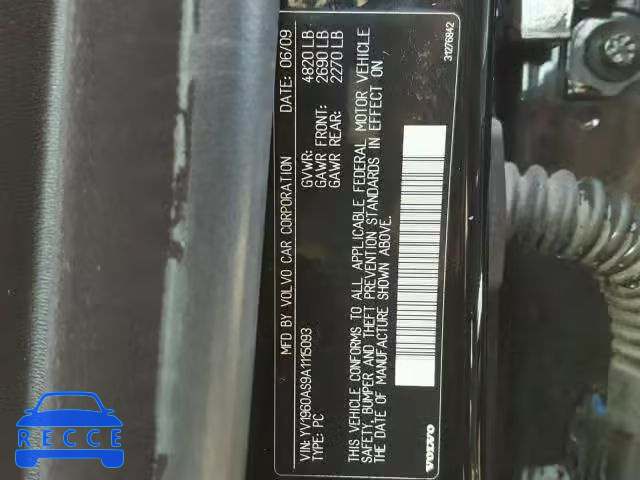 MFD. BY VOLVO CAR CORPORATION DATE: 06/09
GVWR: 4820 LB
GAWR FRONT: 2690 LB
GAWR REAR: 2270 LB
VIN: YV1960AS9A1115093
TYPE: PC
THIS VEHICLE CONFORMS TO ALL APPLICABLE FEDERAL MOTOR VEHICLE
SAFETY, BUMPER AND THEFT PREVENTION STANDARDS IN EFFECT ON
THE DATE OF MANUFACTURE SHOWN ABOVE.
VOLVO
31276842
RECCE